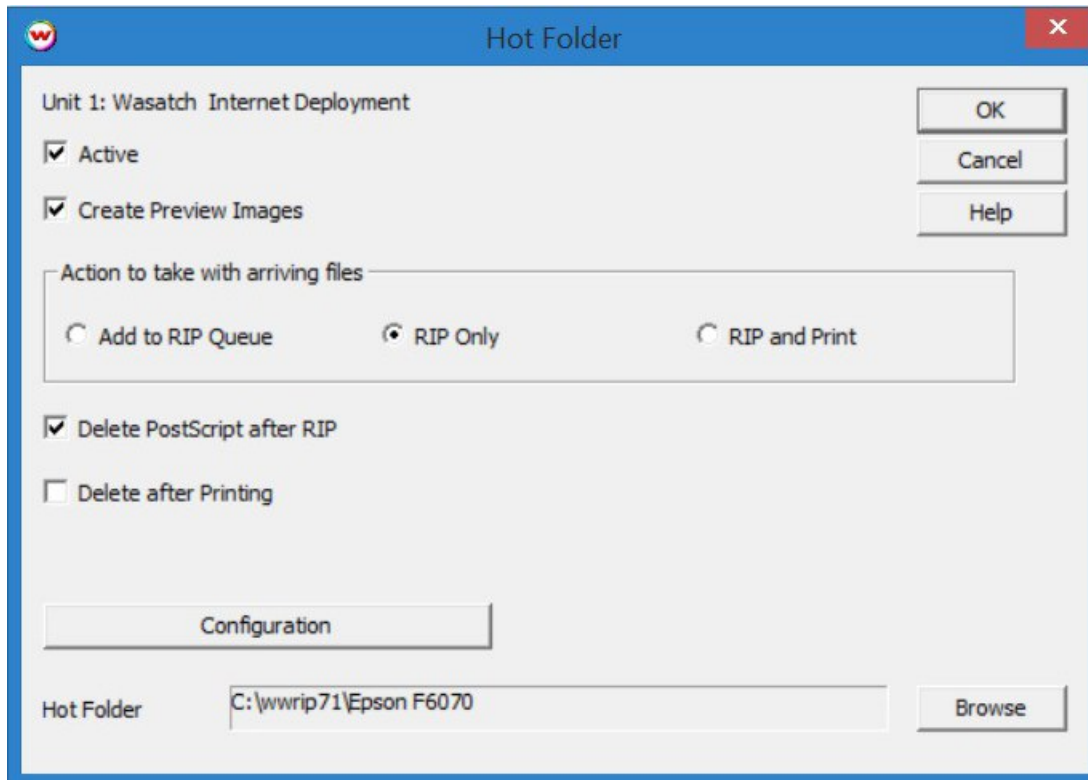 Hot Folder
Unit 1: Wasatch Internet Deployment
OK
Active
Cancel
Create Preview Images
Help
Action to take with arriving files
Add to RIP Queue
RIP Only
RIP and Print
Delete PostScript after RIP
Delete after Printing
Configuration
Hot Folder
C:\wwrip71\Epson F6070
Browse